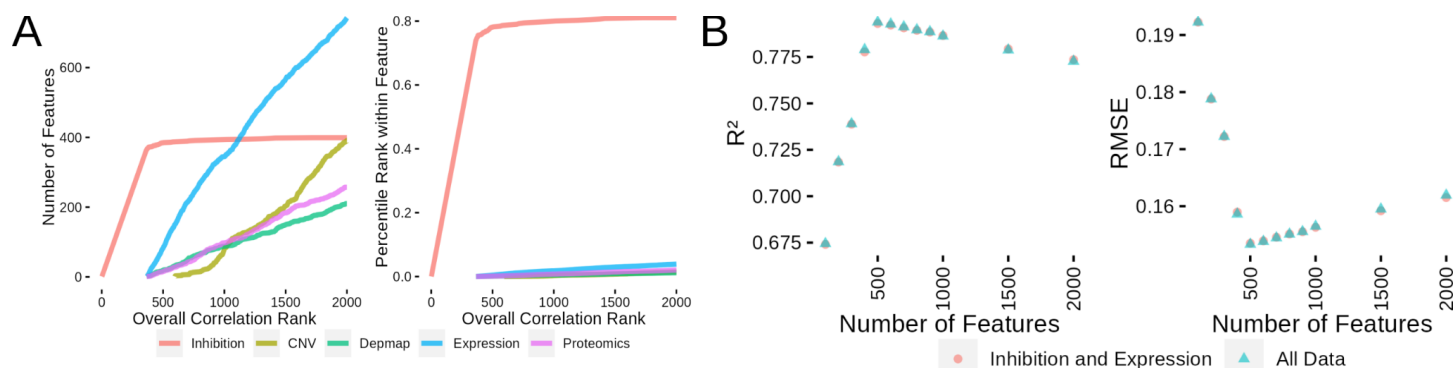 A
Number of Features
600
400
200
0
0
500
1000
1500
2000
Overall Correlation Rank
Percentile Rank within Feature
0.8
0.6
0.4
0.2
0.0
0
500
1000
1500
2000
Overall Correlation Rank
Inhibition
CNV
Depmap
Expression
Proteomics
B
R²
0.775
0.750
0.725
0.700
0.675
500
1000
1500
2000
Number of Features
RMSE
0.19
0.18
0.17
0.16
500
1000
1500
2000
Number of Features
Inhibition and Expression
All Data